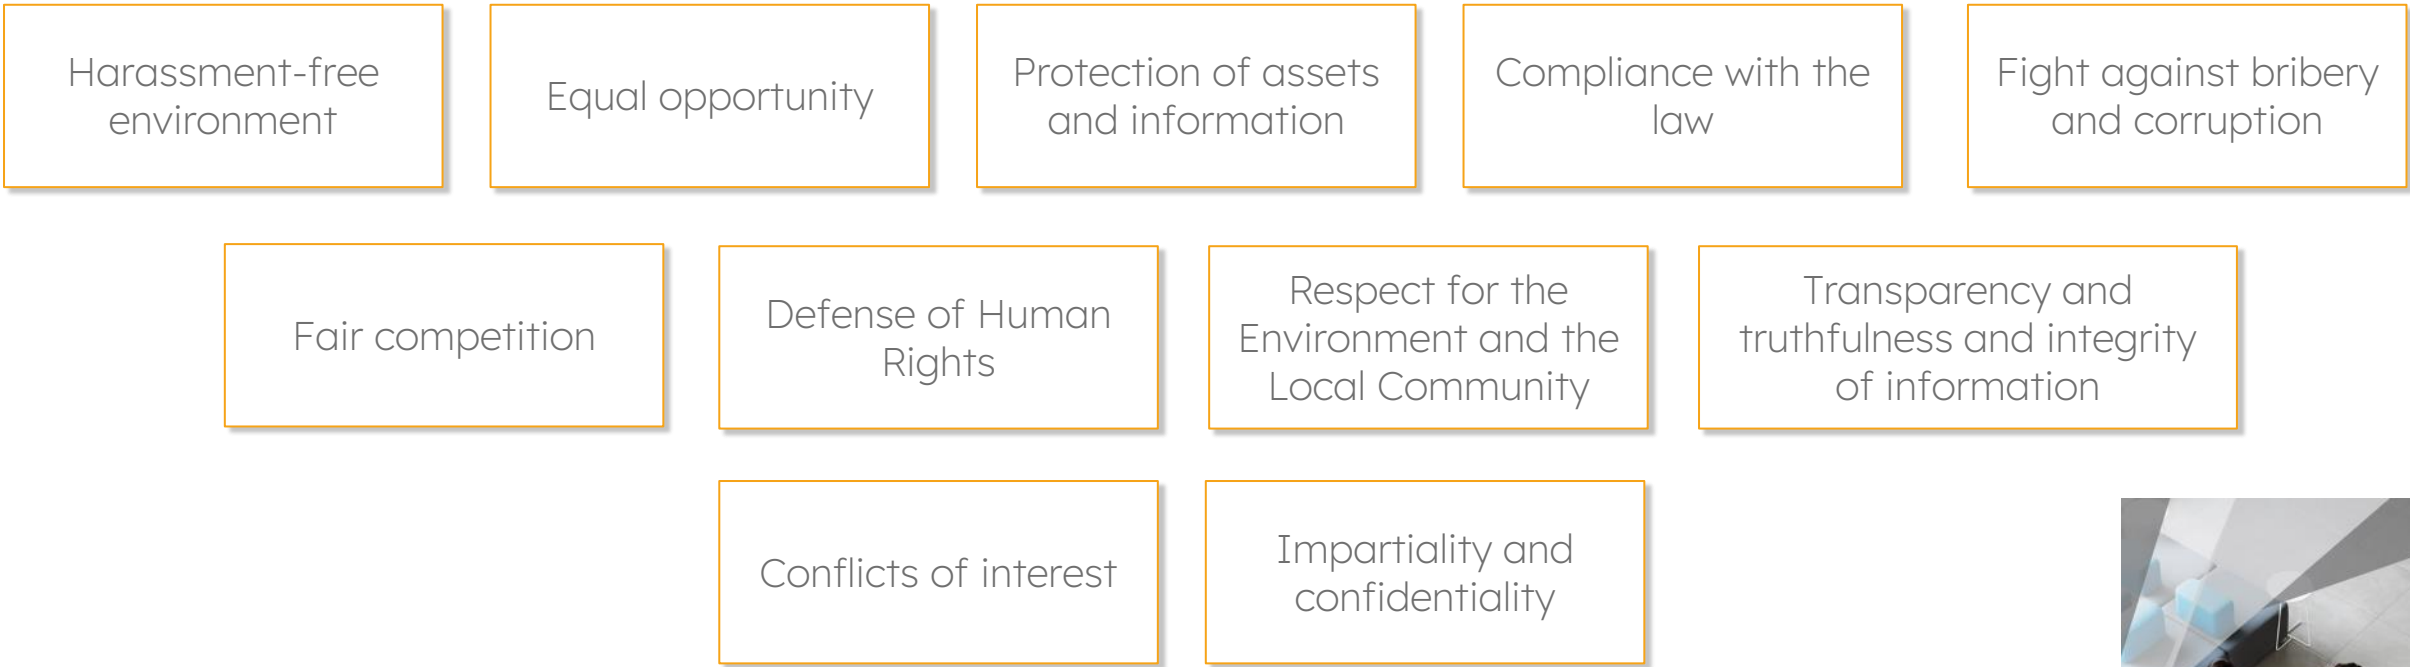 Harassment-free
environment
Equal opportunity
Protection of assets
and information
Compliance with the
law
Fight against bribery
and corruption
Fair competition
Defense of Human
Rights
Respect for the
Environment and the
Local Community
Transparency and
truthfulness and integrity
of information
Conflicts of interest
Impartiality and
confidentiality